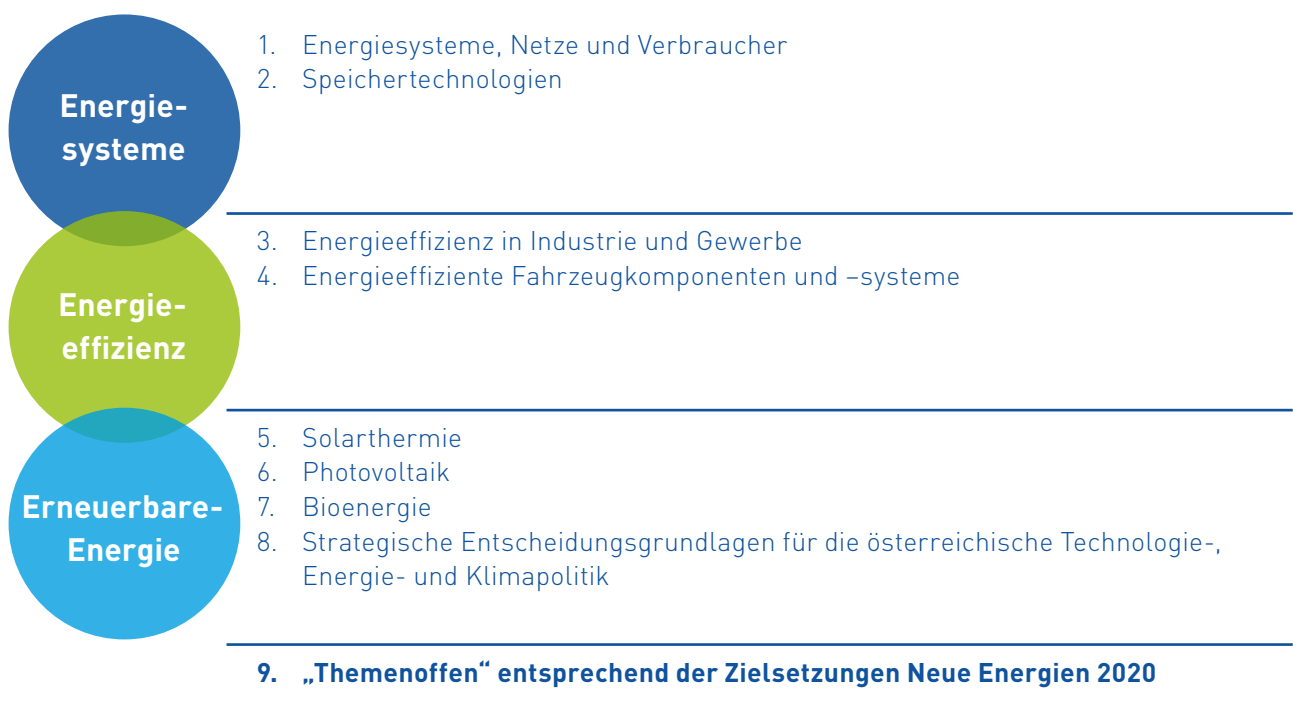 Energie-
systeme
1. Energiesysteme, Netze und Verbraucher
2. Speichertechnologien
Energie-
effizienz
3. Energieeffizienz in Industrie und Gewerbe
4. Energieeffiziente Fahrzeugkomponenten und –systeme
Erneuerbare-
Energie
5. Solarthermie
6. Photovoltaik
7. Bioenergie
8. Strategische Entscheidungsgrundlagen für die österreichische Technologie-,
Energie- und Klimapolitik
9. „Themenoffen“ entsprechend der Zielsetzungen Neue Energien 2020